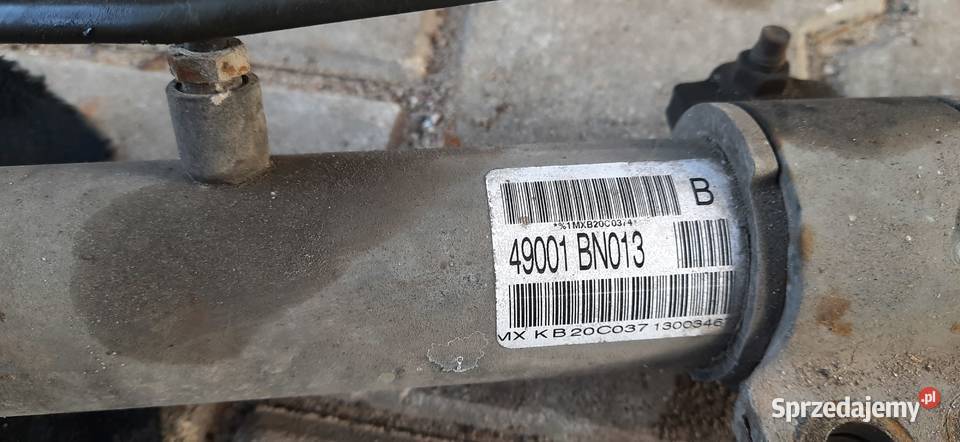 B
*%1MXB20C0374*
49001 BN013
MX KB20C037 1300346
Sprzedajemy.pl